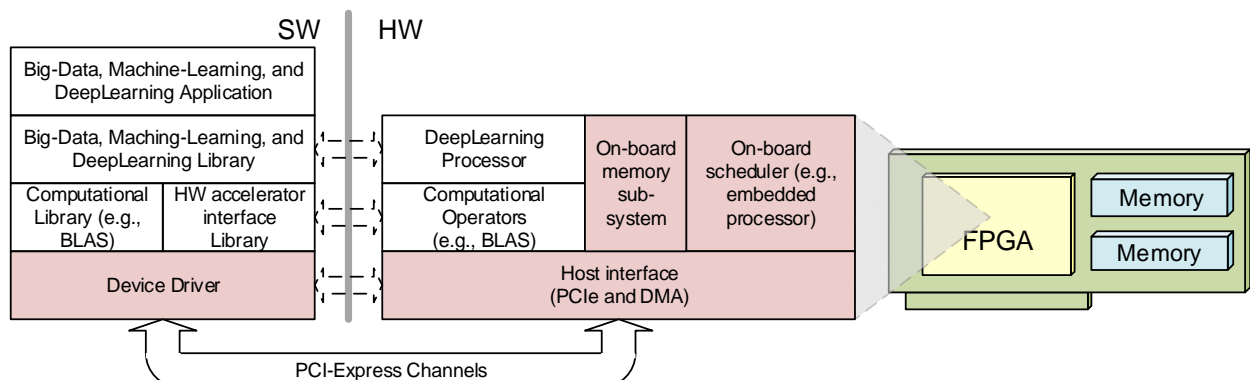 SW
HW
Big-Data, Machine-Learning, and
DeepLearning Application
Big-Data, Maching-Learning, and
DeepLearning Library
Computational
Library (e.g.,
BLAS)
HW accelerator
interface
Library
Device Driver
DeepLearning
Processor
Computational
Operators
(e.g., BLAS)
On-board
memory
sub-
system
On-board
scheduler (e.g.,
embedded
processor)
Host interface
(PCIe and DMA)
FPGA
Memory
Memory
PCI-Express Channels